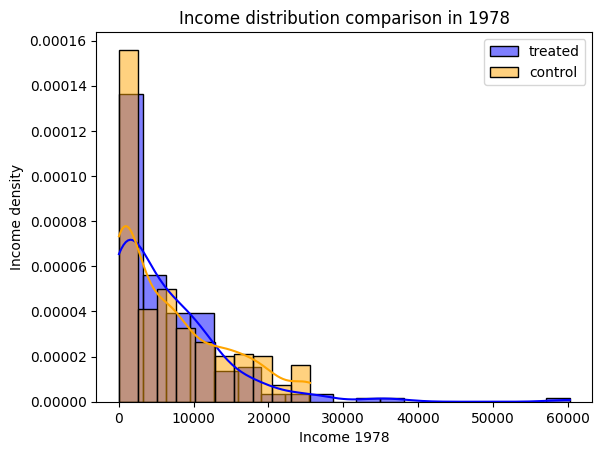 Income distribution comparison in 1978
treated
control
0.00016
0.00014
0.00012
0.00010
0.00008
0.00006
0.00004
0.00002
0.00000
Income density
0 10000 20000 30000 40000 50000 60000
Income 1978